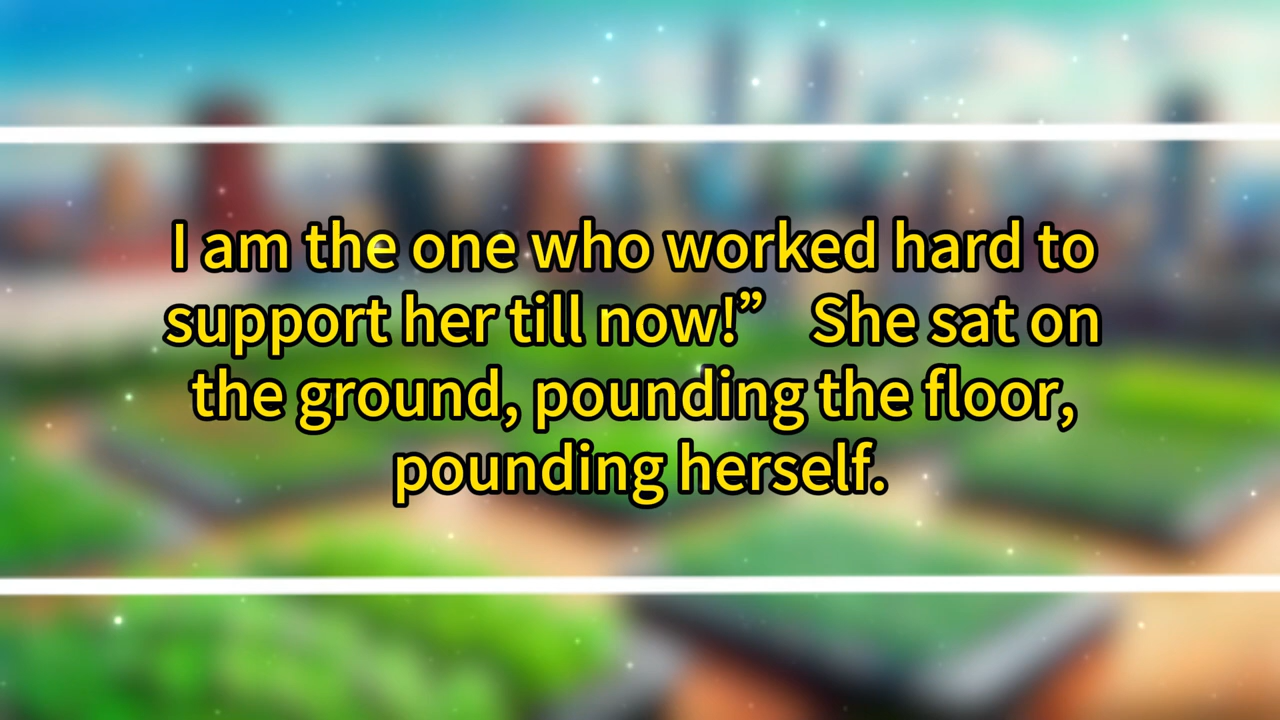 I am the one who worked hard to
support her till now!” She sat on
the ground, pounding the floor,
pounding herself.